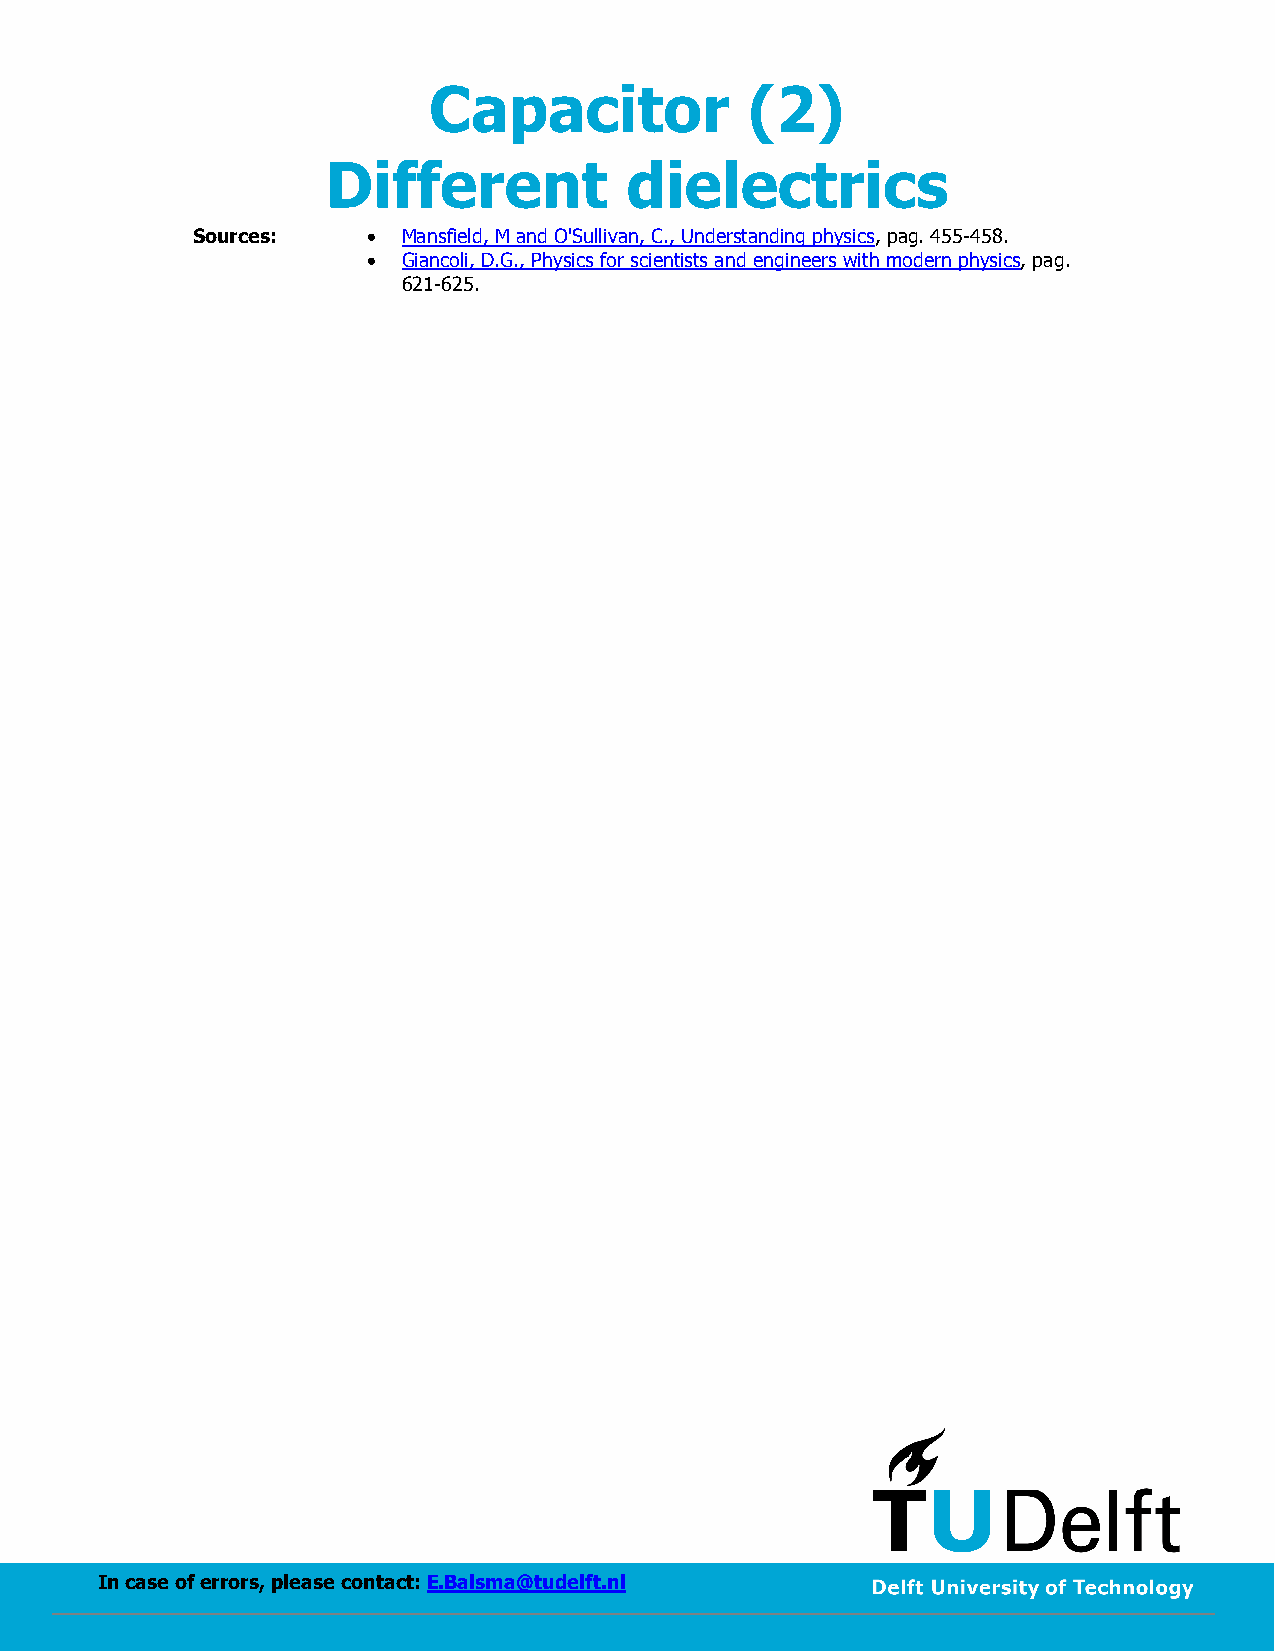 Capacitor (2)
Different dielectrics
Sources:
• Mansfield, M and O'Sullivan, C., Understanding physics, pag. 455-458.
• Giancoli, D.G., Physics for scientists and engineers with modern physics, pag.
621-625.
TUDelft
In case of errors, please contact: E.Balsma@tudelft.nl
Delft University of Technology